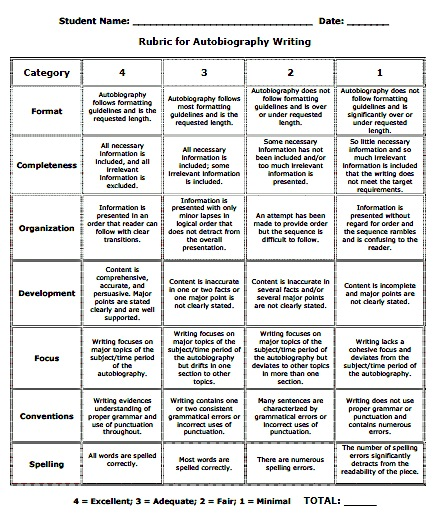 Student Name: ________________________________ Date: _______
Rubric for Autobiography Writing
Category 4 3 2 1
Format
Autobiography
follows formatting
guidelines and is the
requested length.
Autobiography follows
most formatting
guidelines and is the
requested length.
Autobiography does not
follow formatting
guidelines and is over
or under requested
length.
Autobiography does not
follow formatting
guidelines and is
significantly over or
under requested
length.
Completeness
All necessary
information is
included, and all
irrelevant
information is
excluded.
All necessary
information is
included; some
irrelevant information
is included.
Some necessary
information has not
been included and/or
too much irrelevant
information is
presented.
So little necessary
information and so
much irrelevant
information is included
that the writing does
not meet the target
requirements.
Organization
Information is
presented in an
order that reader can
follow with clear
transitions.
Information is
presented with only
minor lapses in
logical order that
does not detract from
the overall
presentation.
An attempt has been
made to provide order
but the sequence is
difficult to follow.
Information is
presented without
regard for order and
the sequence rambles
and is confusing to the
reader.
Development
Content is
comprehensive,
accurate, and
persuasive. Major
points are stated
clearly and are well
supported.
Content is inaccurate
in one or two facts or
one major point is
not clearly stated.
Content is inaccurate in
several facts and/or
several major points
are not clearly stated.
Content is incomplete
and major points are
not clearly stated.
Focus
Writing focuses on
major topics of the
subject/time period
of the
autobiography.
Writing focuses on
major topics of the
subject/time period of
the autobiography
but drifts in one
section to other
topics.
Writing focuses on
major topics of the
subject/time period of
the autobiography but
deviates to other topics
in more than one
section.
Writing lacks a
cohesive focus and
deviates from the
subject/time period of
the autobiography.
Conventions
Writing evidences
understanding of
proper grammar and
use of punctuation
throughout.
Writing contains one
or two consistent
grammatical errors or
incorrect uses of
punctuation.
Many sentences are
characterized by
grammatical errors or
incorrect uses of
punctuation.
Writing does not use
proper grammar or
punctuation and
contains numerous
errors.
Spelling
All words are spelled
correctly.
Most words are
spelled correctly.
There are numerous
spelling errors.
The number of spelling
errors significantly
detracts from the
readability of the piece.
4 = Excellent; 3 = Adequate; 2 = Fair; 1 = Minimal TOTAL: ______